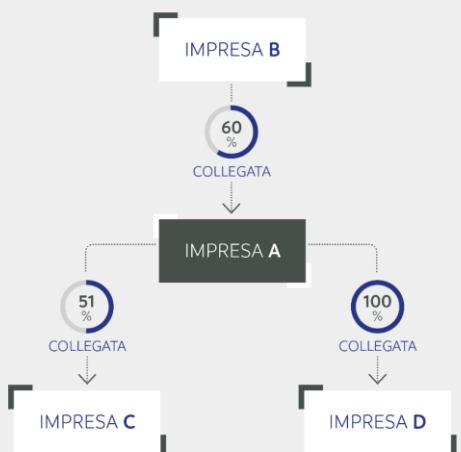 IMPRESA B
60
%
COLLEGATA
IMPRESA A
51
%
COLLEGATA
100
%
COLLEGATA
IMPRESA C
IMPRESA D